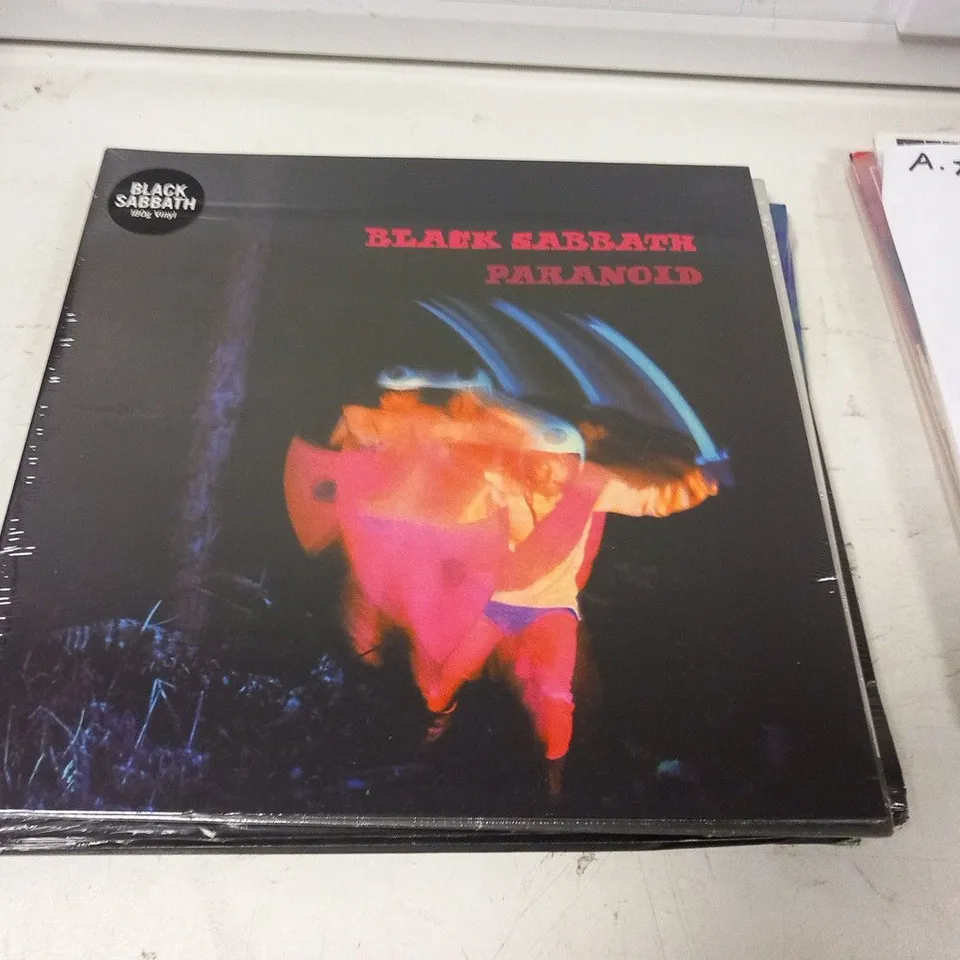 BLACK
SABBATH
180g Vinyl
BLACK SABBATH
PARANOID
A.